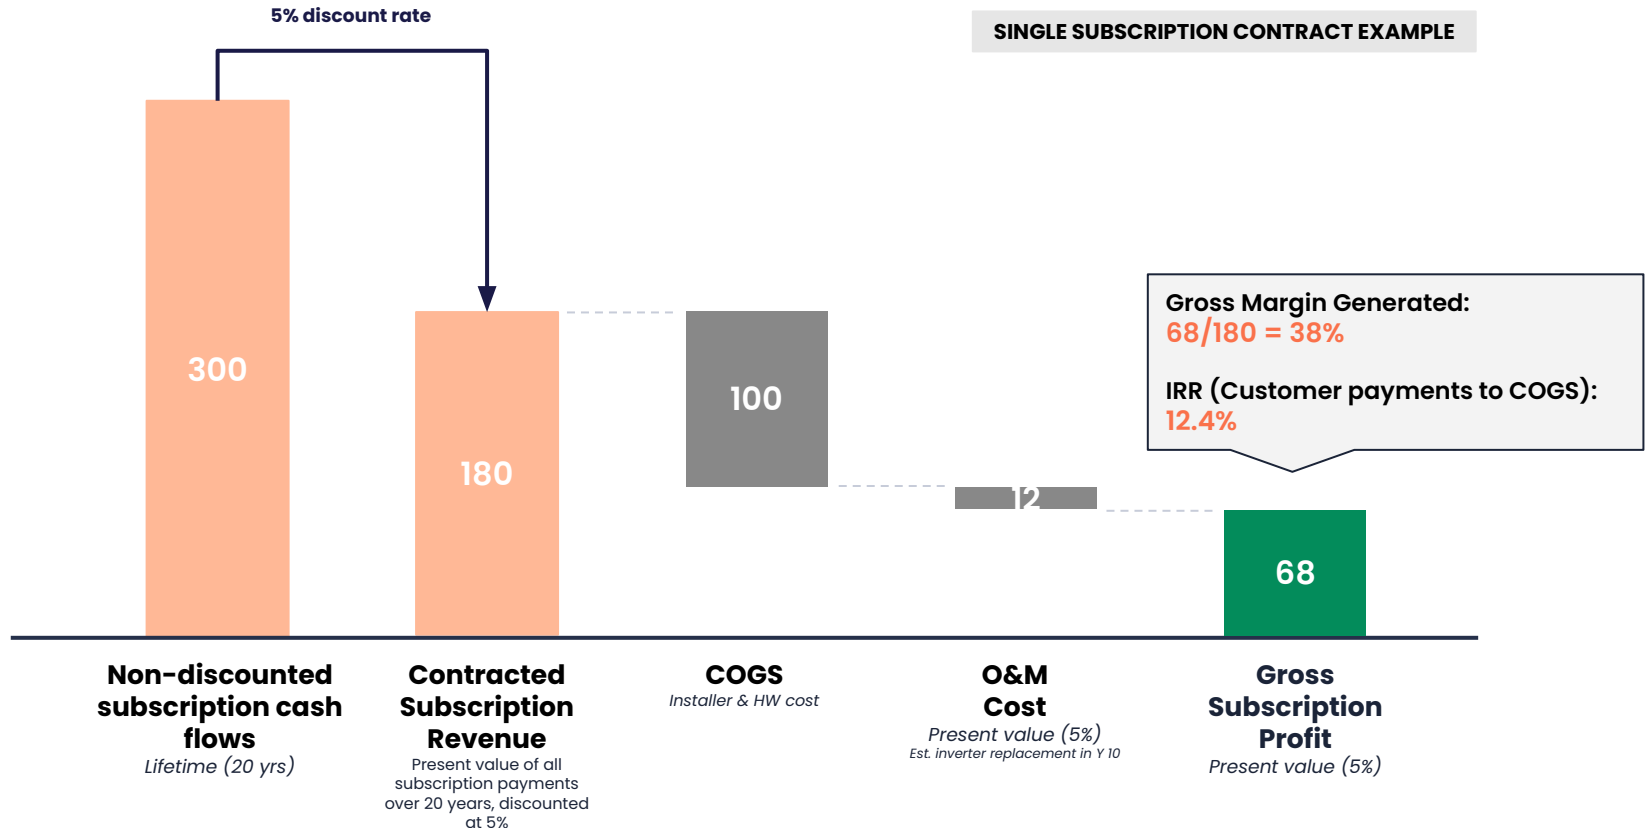 5% discount rate
SINGLE SUBSCRIPTION CONTRACT EXAMPLE
300
180
100
12
68
Gross Margin Generated:
68/180 = 38%
IRR (Customer payments to COGS):
12.4%
Non-discounted
subscription cash
flows
Lifetime (20 yrs)
Contracted
Subscription
Revenue
Present value of all
subscription payments
over 20 years, discounted
at 5%
COGS
Installer & HW cost
O&M
Cost
Present value (5%)
Est. inverter replacement in Y 10
Gross
Subscription
Profit
Present value (5%)